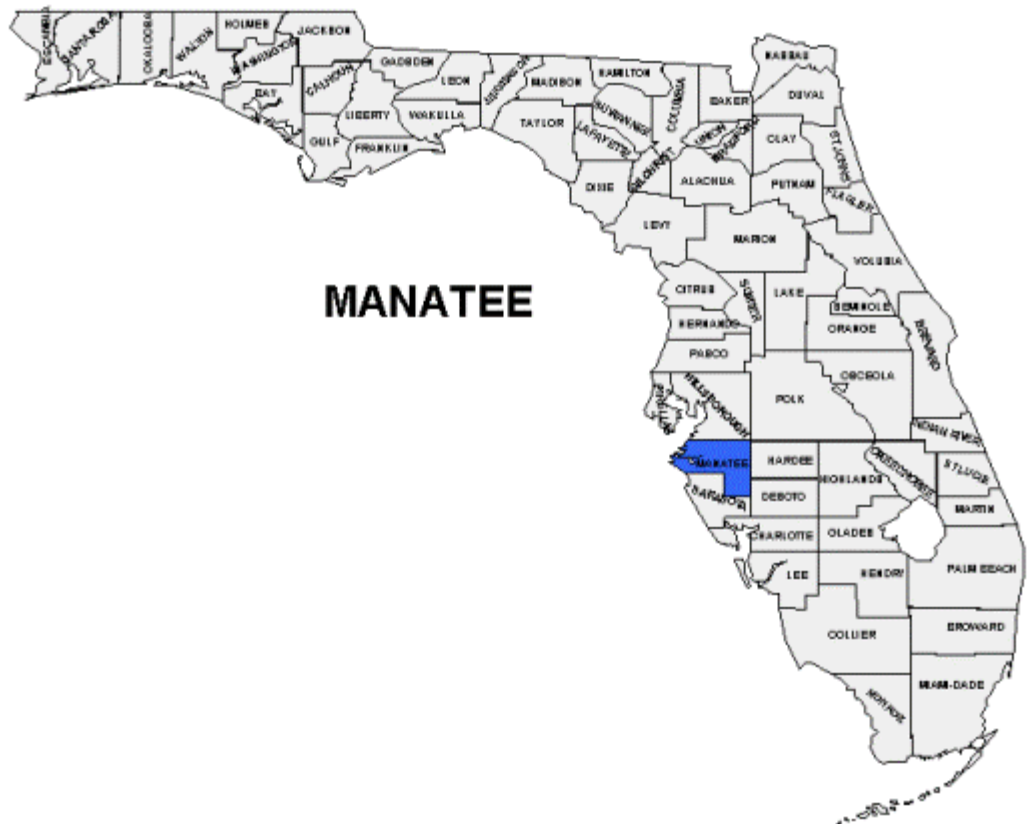 ESCAMBIA
SANTA ROSA
OKALOOSA
WALTON
HOLMES
WASHINGTON
JACKSON
BAY
CALHOUN
GULF
GADSDEN
LIBERTY
FRANKLIN
LEON
WAKULLA
JEFFERSON
MADISON
TAYLOR
HAMILTON
SUWANNEE
LAFAYETTE
DIXIE
COLUMBIA
GILCHRIST
BAKER
UNION
BRADFORD
ALACHUA
LEVY
NASSAU
DUVAL
CLAY
ST JOHNS
PUTNAM
FLAGLER
MARION
VOLUSIA
CITRUS
SUMTER
LAKE
SEMINOLE
ORANGE
BREVARD
HERNANDO
PASCO
OSCEOLA
POLK
PINELLAS
HILLSBOROUGH
INDIAN RIVER
MANATEE
MANATEE
HARDEE
HIGHLANDS
OKEECHOBEE
ST LUCIE
SARASOTA
DESOTO
MARTIN
CHARLOTTE
GLADES
LEE
HENDRY
PALM BEACH
COLLIER
BROWARD
MONROE
MIAMI-DADE